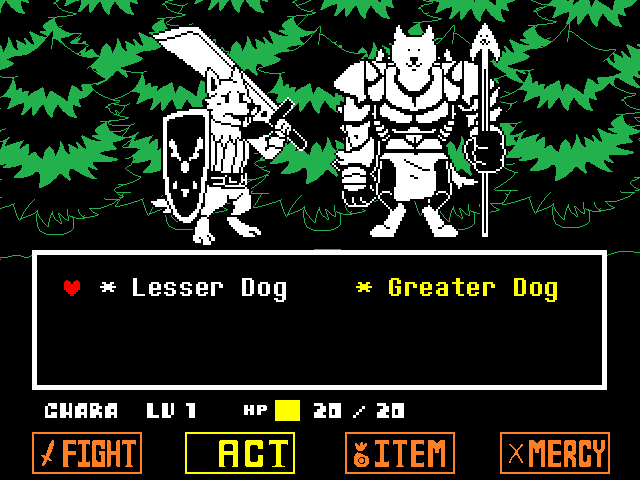 * Lesser Dog * Greater Dog
CHARA LV 1 HP 20 / 20
FIGHT ACT ITEM MERCY